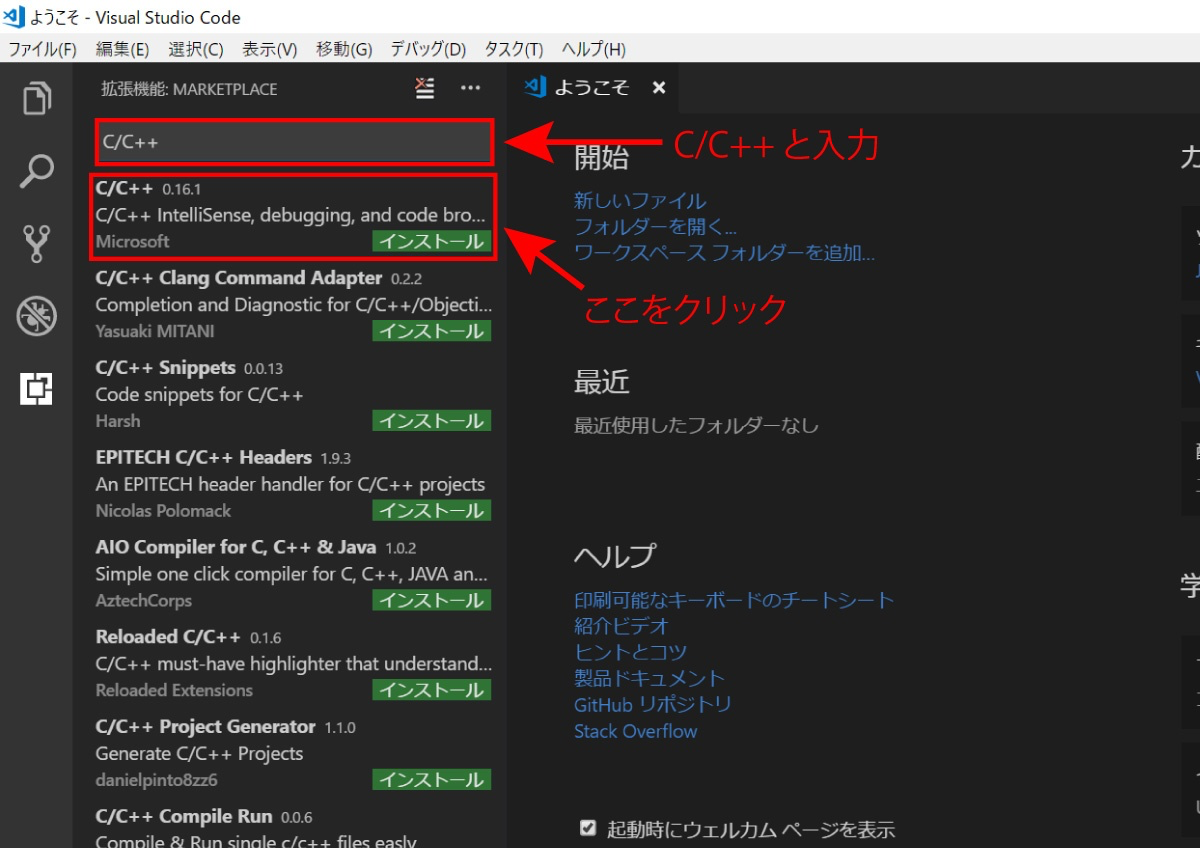 ようこそ - Visual Studio Code
ファイル(F) 編集(E) 選択(C) 表示(V) 移動(G) デバッグ(D) タスク(T) ヘルプ(H)
拡張機能: MARKETPLACE
C/C++
C/C++ 0.16.1
C/C++ IntelliSense, debugging, and code bro...
Microsoft インストール
C/C++ Clang Command Adapter 0.2.2
Completion and Diagnostic for C/C++/Objecti...
Yasuaki MITANI インストール
C/C++ Snippets 0.0.13
Code snippets for C/C++
Harsh インストール
EPITECH C/C++ Headers 1.9.3
An EPITECH header handler for C/C++ projects
Nicolas Polomack インストール
AIO Compiler for C, C++ & Java 1.0.2
Simple one click compiler for C, C++, JAVA an...
AztechCorps インストール
Reloaded C/C++ 0.1.6
C/C++ must-have highlighter that understand...
Reloaded Extensions インストール
C/C++ Project Generator 1.1.0
Generate C/C++ Projects
danielpinto8zz6 インストール
C/C++ Compile Run 0.0.6
Compile & Run single c/c++ files easly
ようこそ
C/C++ と入力
開始
新しいファイル
フォルダーを開く...
ワークスペース フォルダーを追加...
ここをクリック
最近
最近使用したフォルダーなし
ヘルプ
印刷可能なキーボードのチートシート
紹介ビデオ
ヒントとコツ
製品ドキュメント
GitHub リポジトリ
Stack Overflow
起動時にウェルカム ページを表示
カ
学